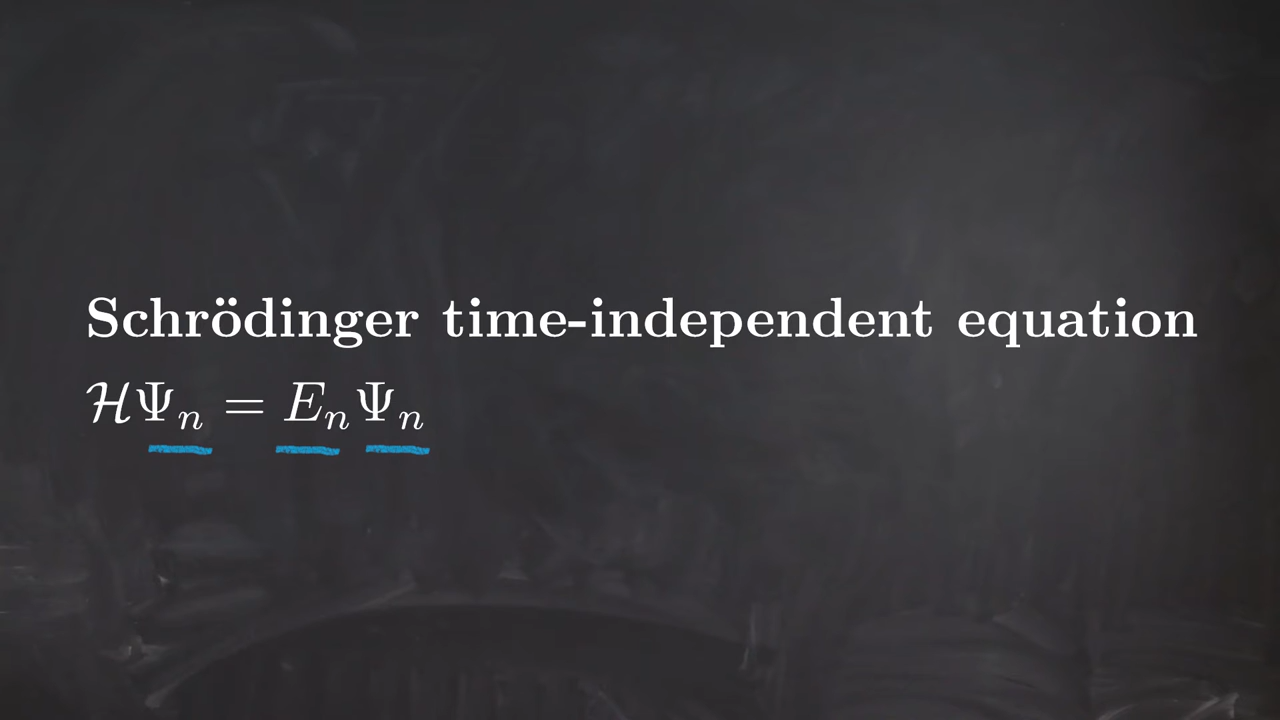 Schrödinger time-independent equation
ℋΨₙ = EₙΨₙ